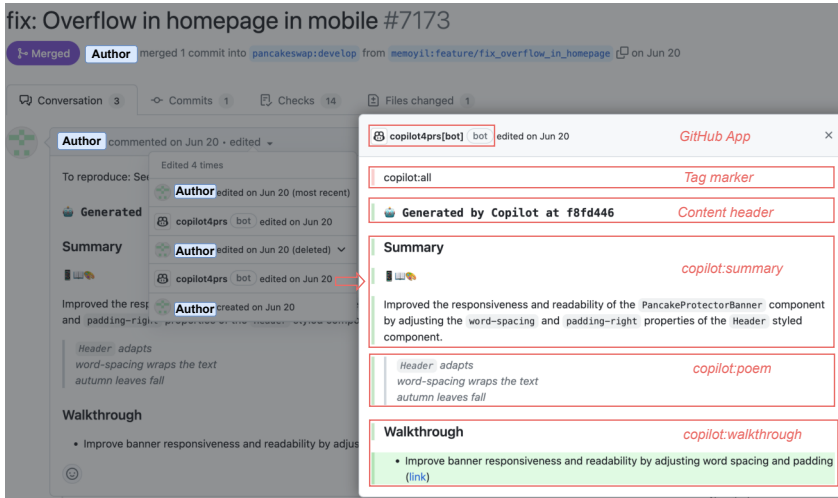 fix: Overflow in homepage in mobile #7173
Merged Author merged 1 commit into pancakeswap:develop from memoyil:feature/fix_overflow_in_homepage on Jun 20
Conversation 3 Commits 1 Checks 14 Files changed 1
Author commented on Jun 20 • edited
Edited 4 times
To reproduce: See
Author edited on Jun 20 (most recent)
Generated
copilot4prs bot edited on Jun 20
Summary
Author edited on Jun 20 (deleted)
copilot4prs bot edited on Jun 20
Improved the resp
Author created on Jun 20
and padding-right properties of the Header styled compo
Header adapts
word-spacing wraps the text
autumn leaves fall
Walkthrough
• Improve banner responsiveness and readability by adjus
copilot4prs[bot] bot edited on Jun 20 GitHub App ×
copilot:all Tag marker
Generated by Copilot at f8fd446 Content header
Summary
copilot:summary
Improved the responsiveness and readability of the PancakeProtectorBanner component
by adjusting the word-spacing and padding-right properties of the Header styled
component.
Header adapts copilot:poem
word-spacing wraps the text
autumn leaves fall
Walkthrough copilot:walkthrough
• Improve banner responsiveness and readability by adjusting word spacing and padding
(link)